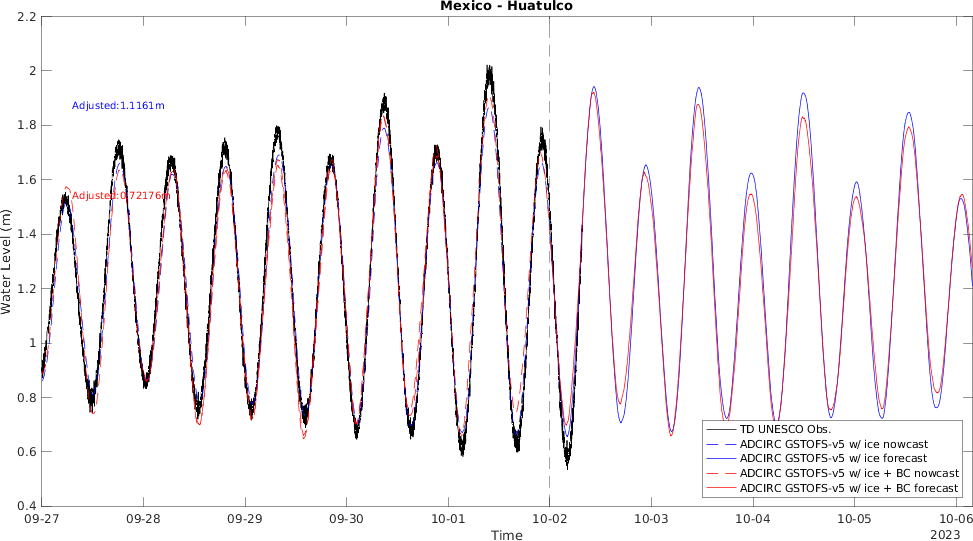 Mexico - Huatulco
2.2
2
1.8
1.6
1.4
1.2
1
0.8
0.6
0.4
Water Level (m)
Adjusted:1.1161m
Adjusted:0.72176m
TD UNESCO Obs.
ADCIRC GSTOFS-v5 w/ ice nowcast
ADCIRC GSTOFS-v5 w/ ice forecast
ADCIRC GSTOFS-v5 w/ ice + BC nowcast
ADCIRC GSTOFS-v5 w/ ice + BC forecast
09-27 09-28 09-29 09-30 10-01 10-02 10-03 10-04 10-05 10-06
Time
2023